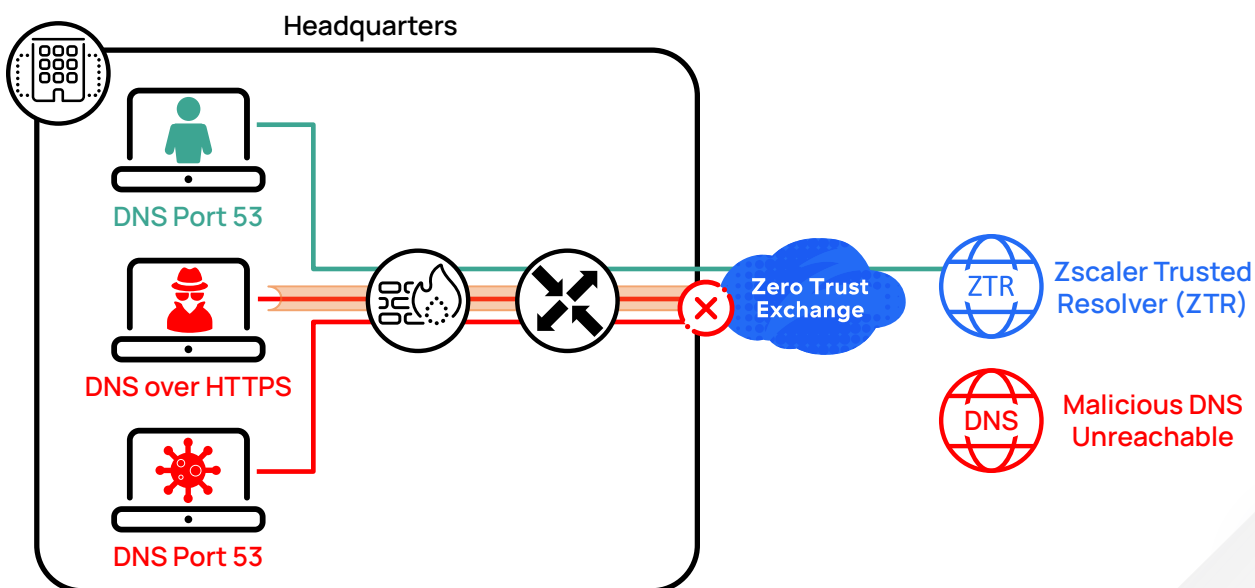 Headquarters
DNS Port 53
DNS over HTTPS
DNS Port 53
Zero Trust
Exchange
ZTR
Zscaler Trusted
Resolver (ZTR)
DNS
Malicious DNS
Unreachable